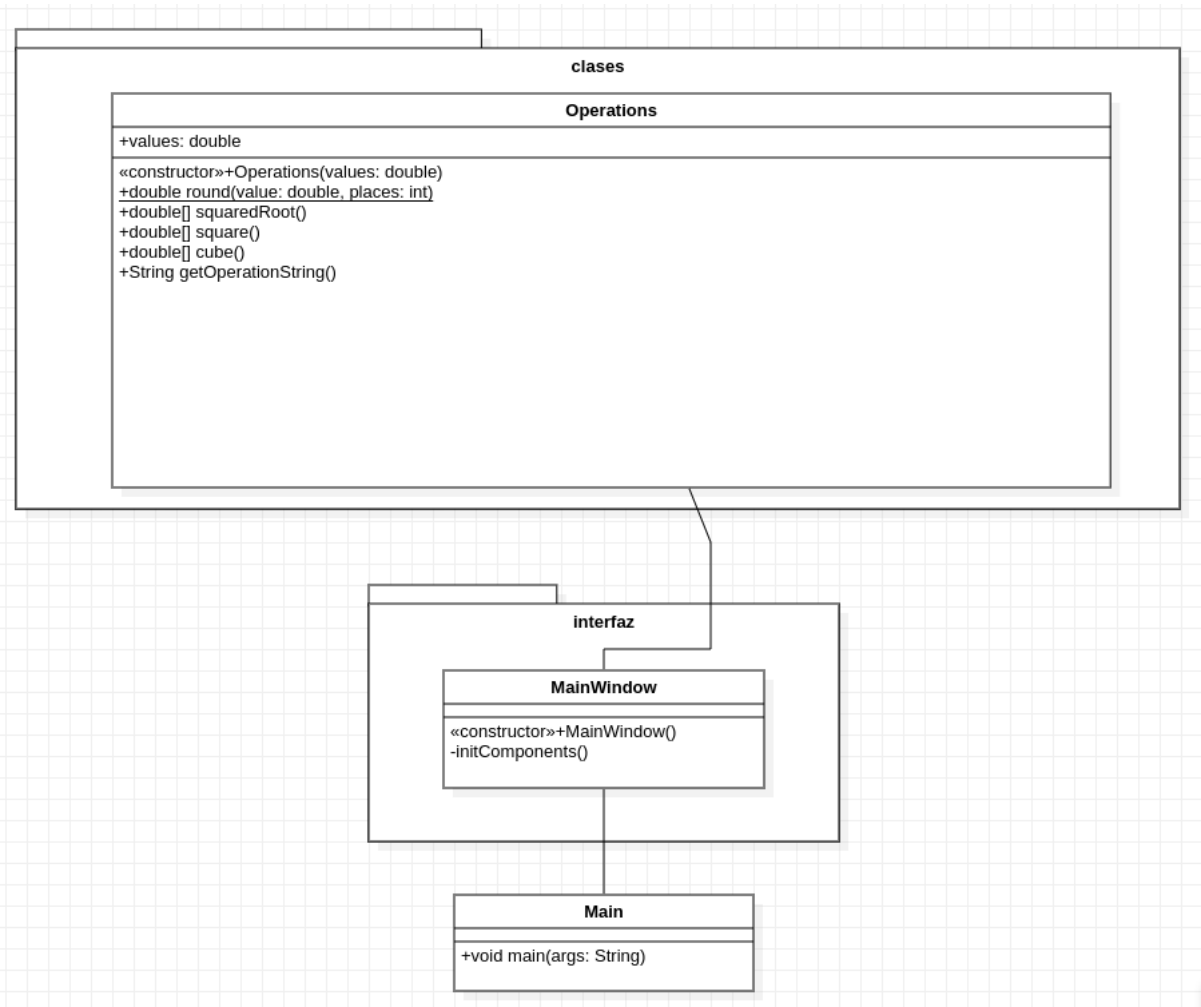 clases
Operations
+values: double
«constructor»+Operations(values: double)
+double round(value: double, places: int)
+double[] squaredRoot()
+double[] square()
+double[] cube()
+String getOperationString()
interfaz
MainWindow
«constructor»+MainWindow()
-initComponents()
Main
+void main(args: String)